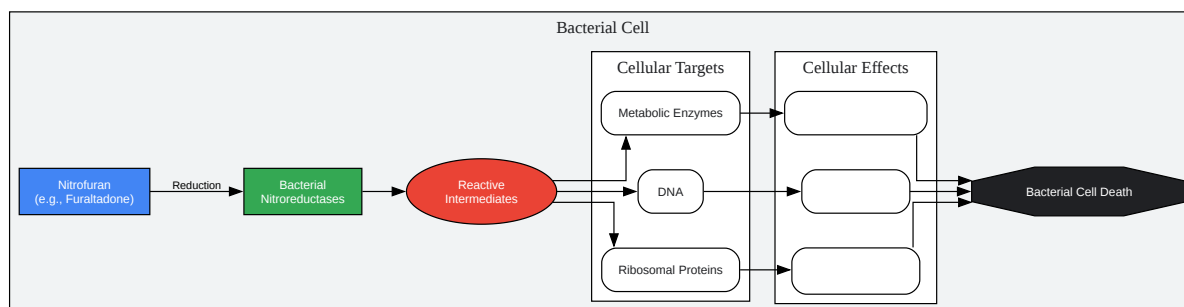 Bacterial Cell
Cellular Targets
Cellular Effects
Metabolic Enzymes
Nitrofuran
(e.g., Furaltadone)
Reduction
Bacterial
Nitroreductases
Reactive
Intermediates
DNA
Bacterial Cell Death
Ribosomal Proteins